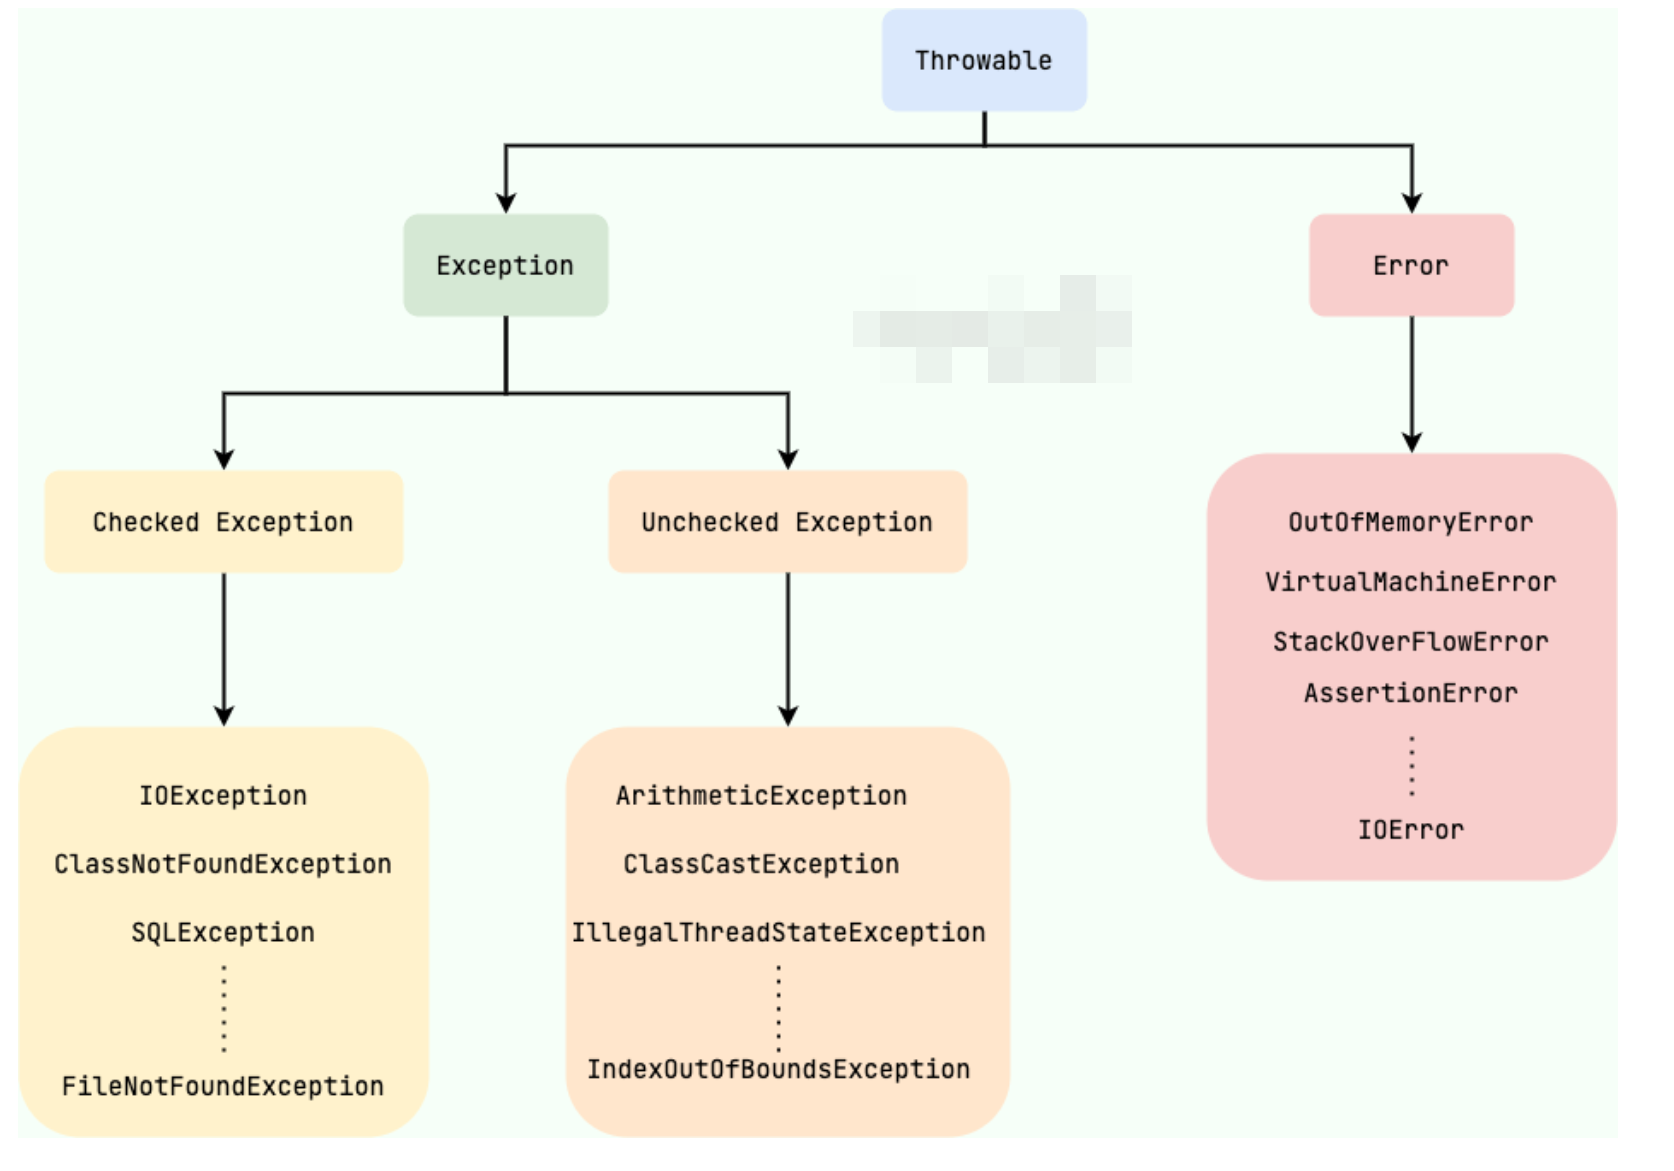 Throwable
Exception
Error
Checked Exception
Unchecked Exception
OutOfMemoryError
VirtualMachineError
StackOverFlowError
AssertionError
IOError
IOException
ClassNotFoundException
SQLException
FileNotFoundException
ArithmeticException
ClassCastException
IllegalThreadStateException
IndexOutOfBoundsException